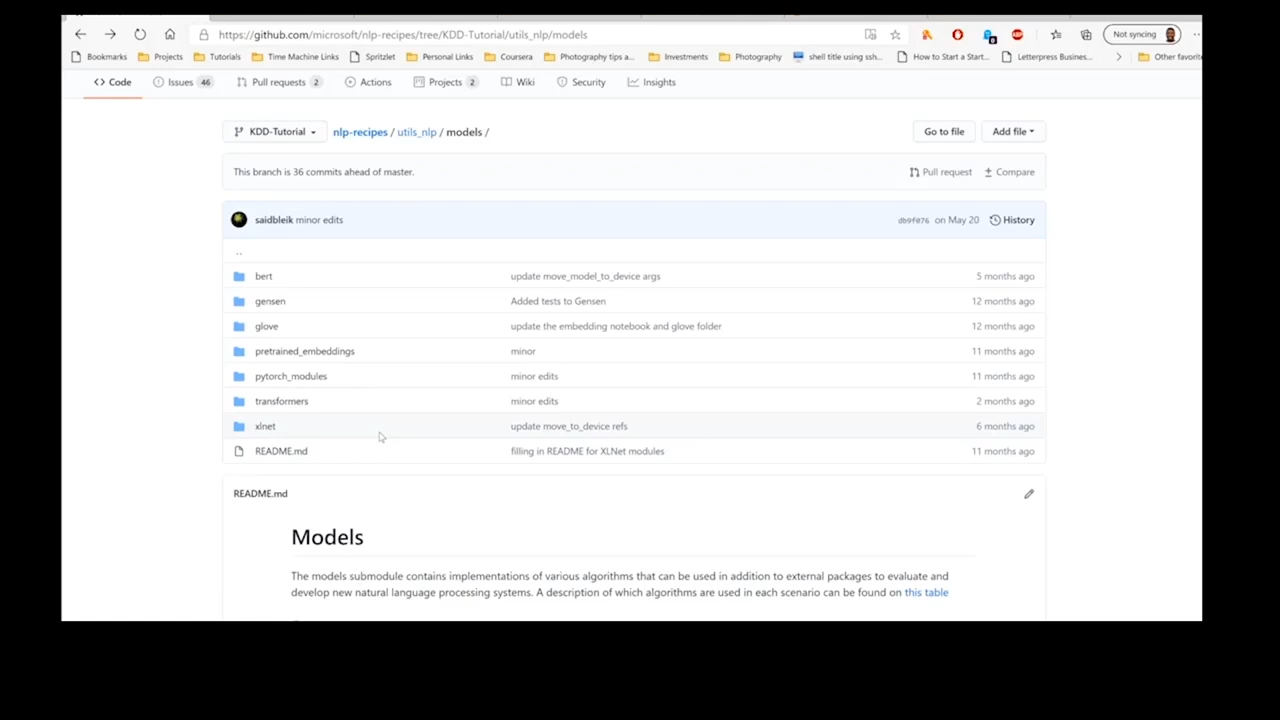 https://github.com/microsoft/nlp-recipes/tree/KDD-Tutorial/utils_nlp/models
Not syncing
Bookmarks Projects Tutorials Time Machine Links Spritzlet Personal Links Coursera Photography tips a... Investments Photography shell title using ssh... How to Start a Start... Letterpress Busines... Other favorite
Code Issues 46 Pull requests 2 Actions Projects 2 Wiki Security Insights
KDD-Tutorial nlp-recipes / utils_nlp / models / Go to file Add file
This branch is 36 commits ahead of master. Pull request Compare
saidbleik minor edits db9f076 on May 20 History
..
bert update move_model_to_device args 5 months ago
gensen Added tests to Gensen 12 months ago
glove update the embedding notebook and glove folder 12 months ago
pretrained_embeddings minor 11 months ago
pytorch_modules minor edits 11 months ago
transformers minor edits 2 months ago
xlnet update move_to_device refs 6 months ago
README.md filling in README for XLNet modules 11 months ago
README.md
Models
The models submodule contains implementations of various algorithms that can be used in addition to external packages to evaluate and
develop new natural language processing systems. A description of which algorithms are used in each scenario can be found on this table